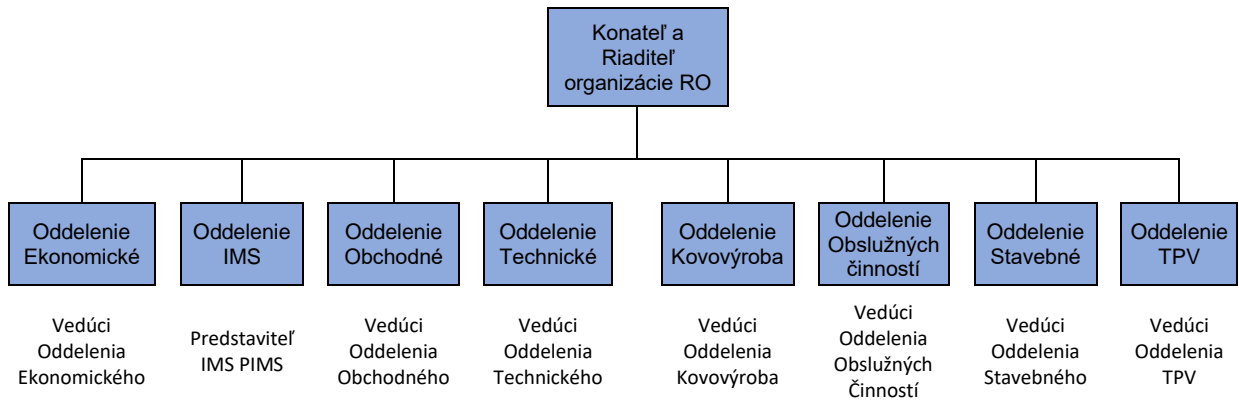 Konateľ a
Riaditeľ
organizácie RO
Oddelenie
Ekonomické
Oddelenie
IMS
Oddelenie
Obchodné
Oddelenie
Technické
Oddelenie
Kovovýroba
Oddelenie
Obslužných
činností
Oddelenie
Stavebné
Oddelenie
TPV
Vedúci
Oddelenia
Ekonomického
Predstaviteľ
IMS PIMS
Vedúci
Oddelenia
Obchodného
Vedúci
Oddelenia
Technického
Vedúci
Oddelenia
Kovovýroba
Vedúci
Oddelenia
Obslužných
Činností
Vedúci
Oddelenia
Stavebného
Vedúci
Oddelenia
TPV